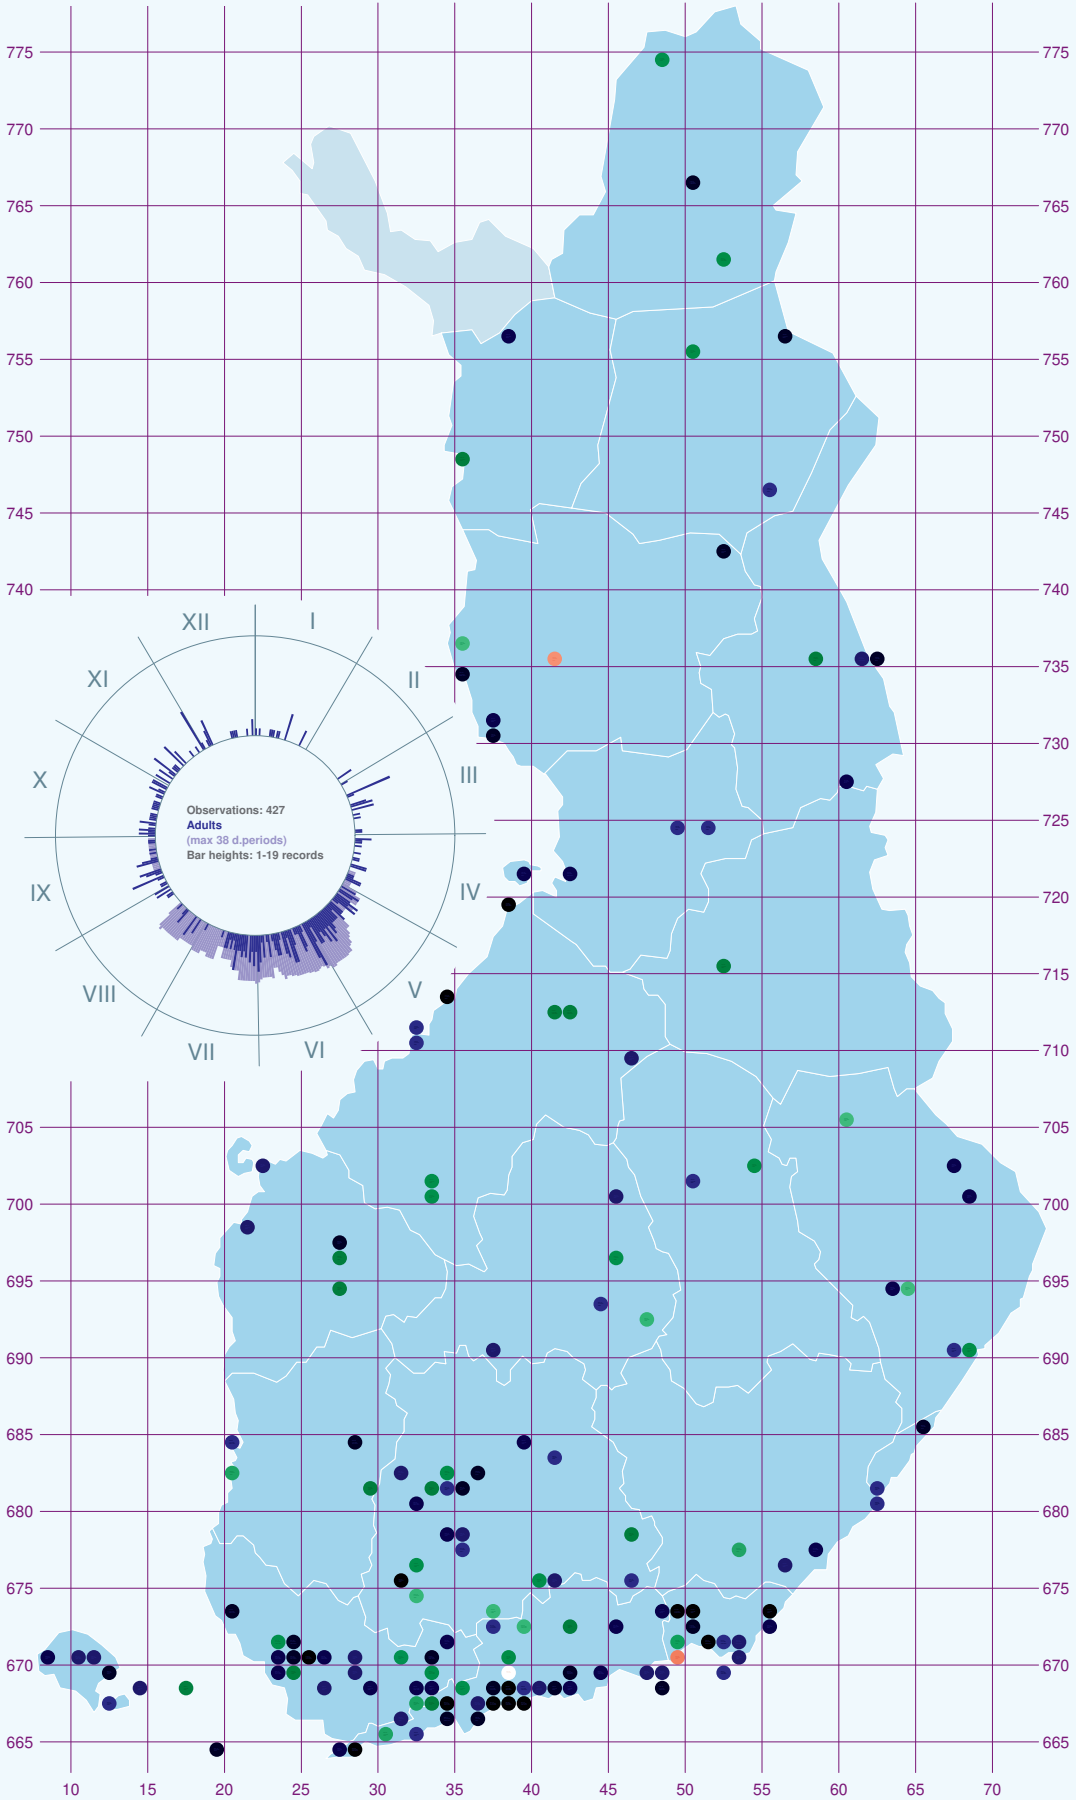 775 775
770 770
765 765
760 760
755 755
750 750
745 745
740 740
XII I
XI II
735 735
730 730
X III
Observations: 427
Adults
(max 38 d.periods)
Bar heights: 1-19 records
725 725
IX IV
720 720
715 715
VIII V
VII VI
710 710
705 705
700 700
695 695
690 690
685 685
680 680
675 675
670 670
665 665
10 15 20 25 30 35 40 45 50 55 60 65 70